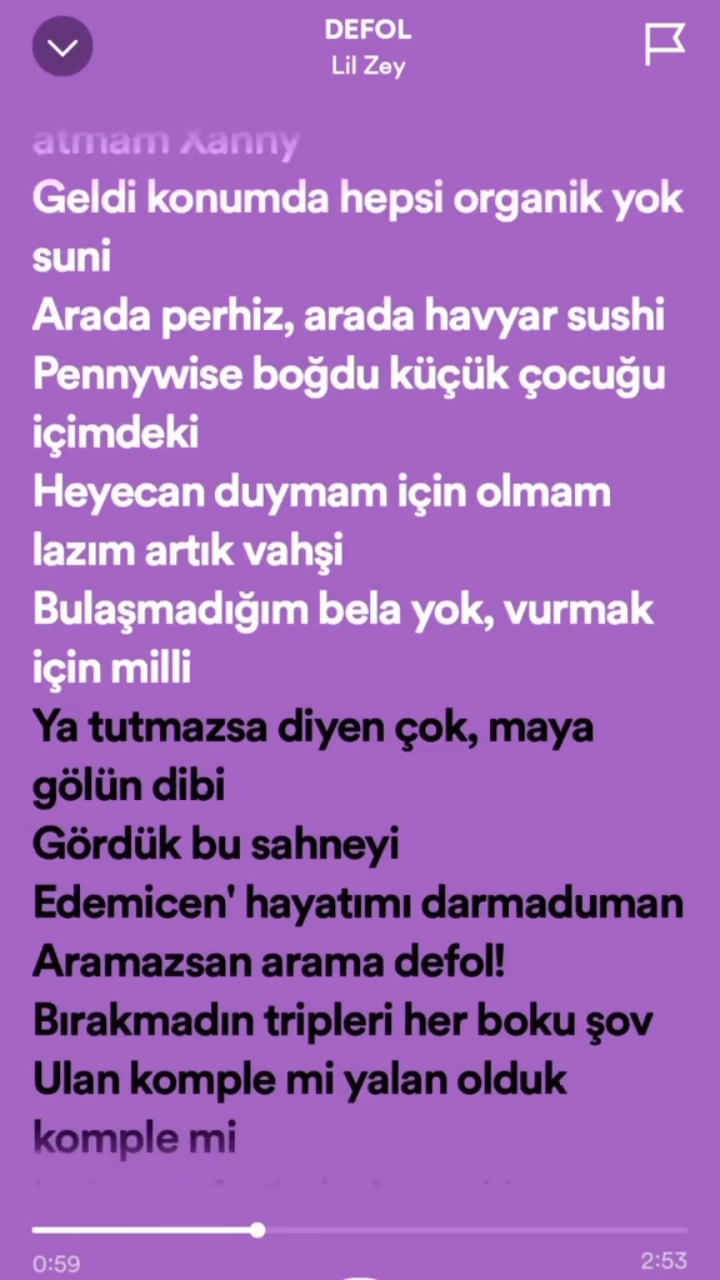 DEFOL
Lil Zey
atmam Xanny
Geldi konumda hepsi organik yok
suni
Arada perhiz, arada havyar sushi
Pennywise boğdu küçük çocuğu
içimdeki
Heyecan duymam için olmam
lazım artık vahşi
Bulaşmadığım bela yok, vurmak
için milli
Ya tutmazsa diyen çok, maya
gölün dibi
Gördük bu sahneyi
Edemicen' hayatımı darmaduman
Aramazsan arama defol!
Bırakmadın tripleri her boku şov
Ulan komple mi yalan olduk
komple mi
0:59
2:53